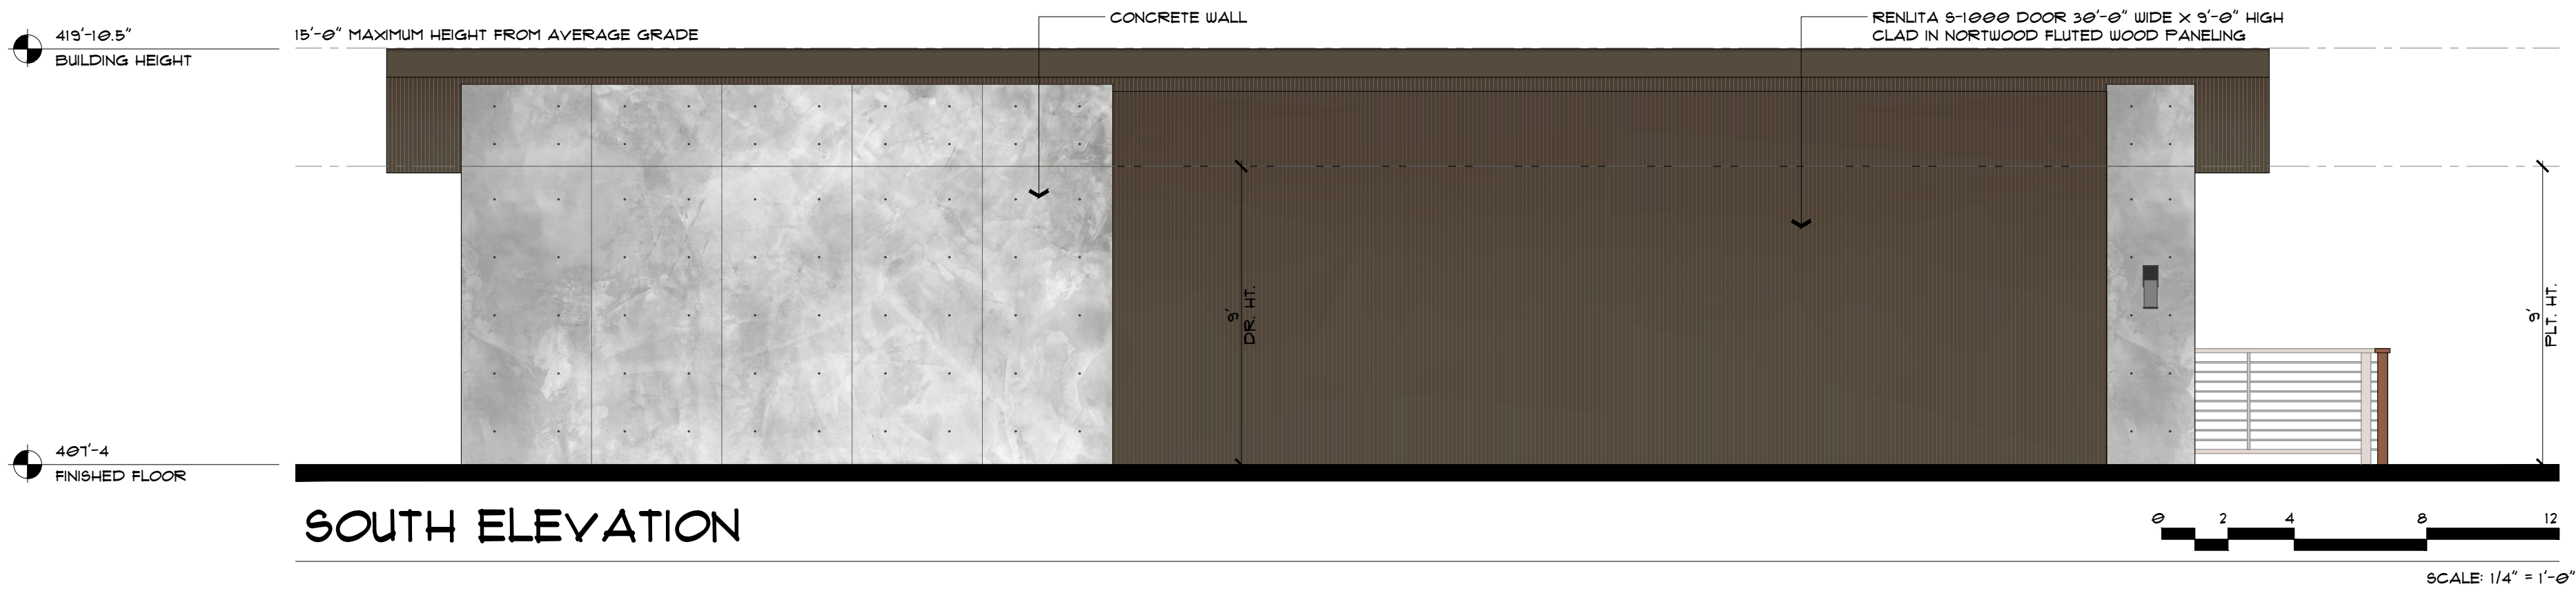 419'-10.5"
BUILDING HEIGHT
15'-0" MAXIMUM HEIGHT FROM AVERAGE GRADE
CONCRETE WALL
RENLITA S-1000 DOOR 30'-0" WIDE X 9'-0" HIGH
CLAD IN NORTWOOD FLUTED WOOD PANELING
9'
DR. HT.
9'
PLT. HT.
407'-4
FINISHED FLOOR
SOUTH ELEVATION
0 2 4 8 12
SCALE: 1/4" = 1'-0"